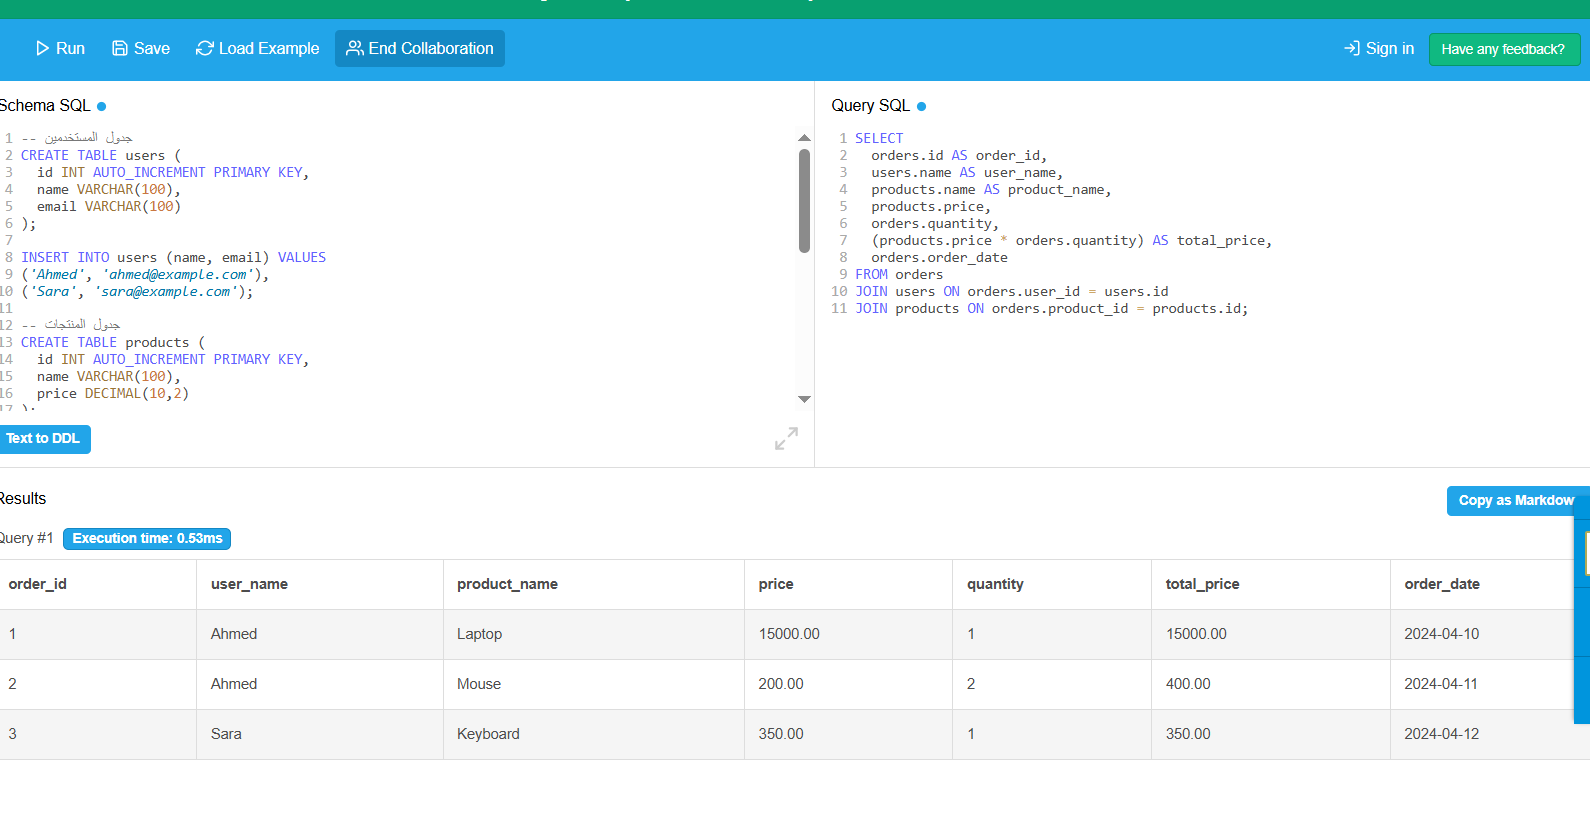 Run Save Load Example End Collaboration Sign in Have any feedback?
Schema SQL
1 -- جدول المستخدمين
2 CREATE TABLE users (
3 id INT AUTO_INCREMENT PRIMARY KEY,
4 name VARCHAR(100),
5 email VARCHAR(100)
6 );
7
8 INSERT INTO users (name, email) VALUES
9 ('Ahmed', 'ahmed@example.com'),
10 ('Sara', 'sara@example.com');
11
12 -- جدول المنتجات
13 CREATE TABLE products (
14 id INT AUTO_INCREMENT PRIMARY KEY,
15 name VARCHAR(100),
16 price DECIMAL(10,2)
17 );
Text to DDL
Query SQL
1 SELECT
2 orders.id AS order_id,
3 users.name AS user_name,
4 products.name AS product_name,
5 products.price,
6 orders.quantity,
7 (products.price * orders.quantity) AS total_price,
8 orders.order_date
9 FROM orders
10 JOIN users ON orders.user_id = users.id
11 JOIN products ON orders.product_id = products.id;
Results
Copy as Markdow
Query #1 Execution time: 0.53ms
order_id user_name product_name price quantity total_price order_date
1 Ahmed Laptop 15000.00 1 15000.00 2024-04-10
2 Ahmed Mouse 200.00 2 400.00 2024-04-11
3 Sara Keyboard 350.00 1 350.00 2024-04-12